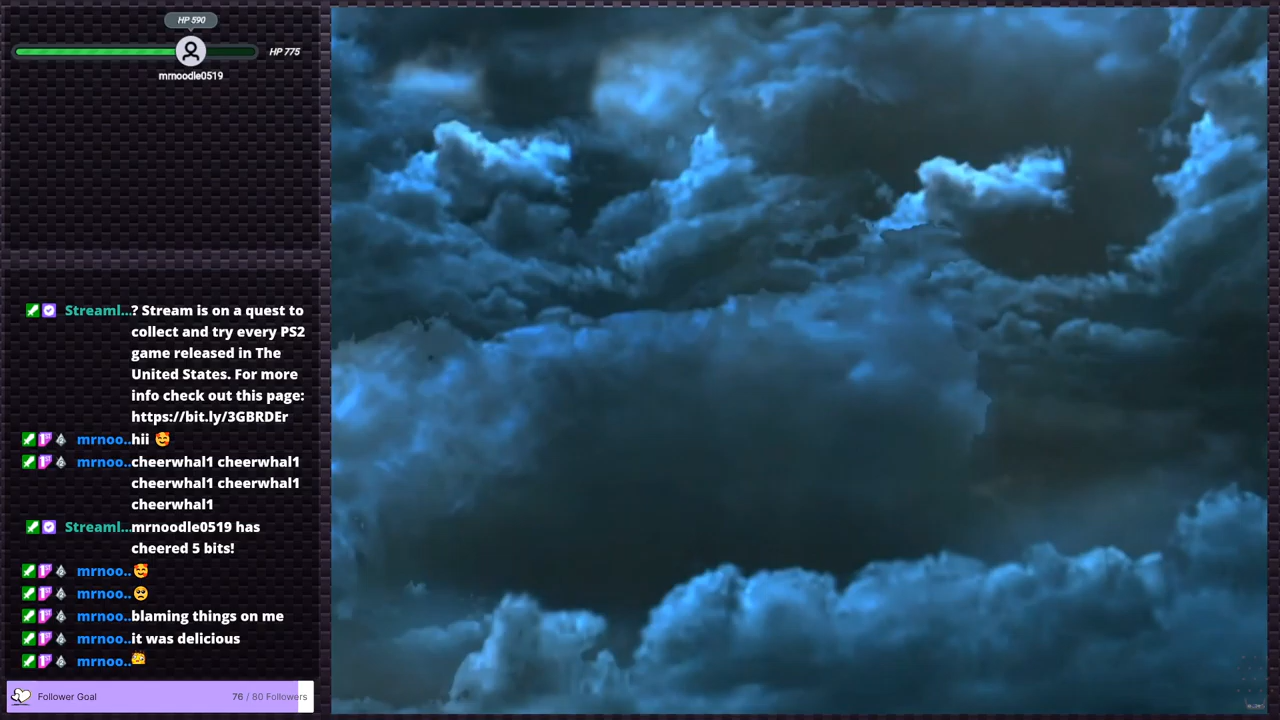 HP 590
HP 775
mrnoodle0519
Streaml... ? Stream is on a quest to
collect and try every PS2
game released in The
United States. For more
info check out this page:
https://bit.ly/3GBRDEr
mrnoo.. hii 🥰
mrnoo.. cheerwhal1 cheerwhal1
cheerwhal1 cheerwhal1
cheerwhal1
Streaml... mrnoodle0519 has
cheered 5 bits!
mrnoo.. 🥰
mrnoo.. 🥺
mrnoo.. blaming things on me
mrnoo.. it was delicious
mrnoo..
Follower Goal 76 / 80 Followers